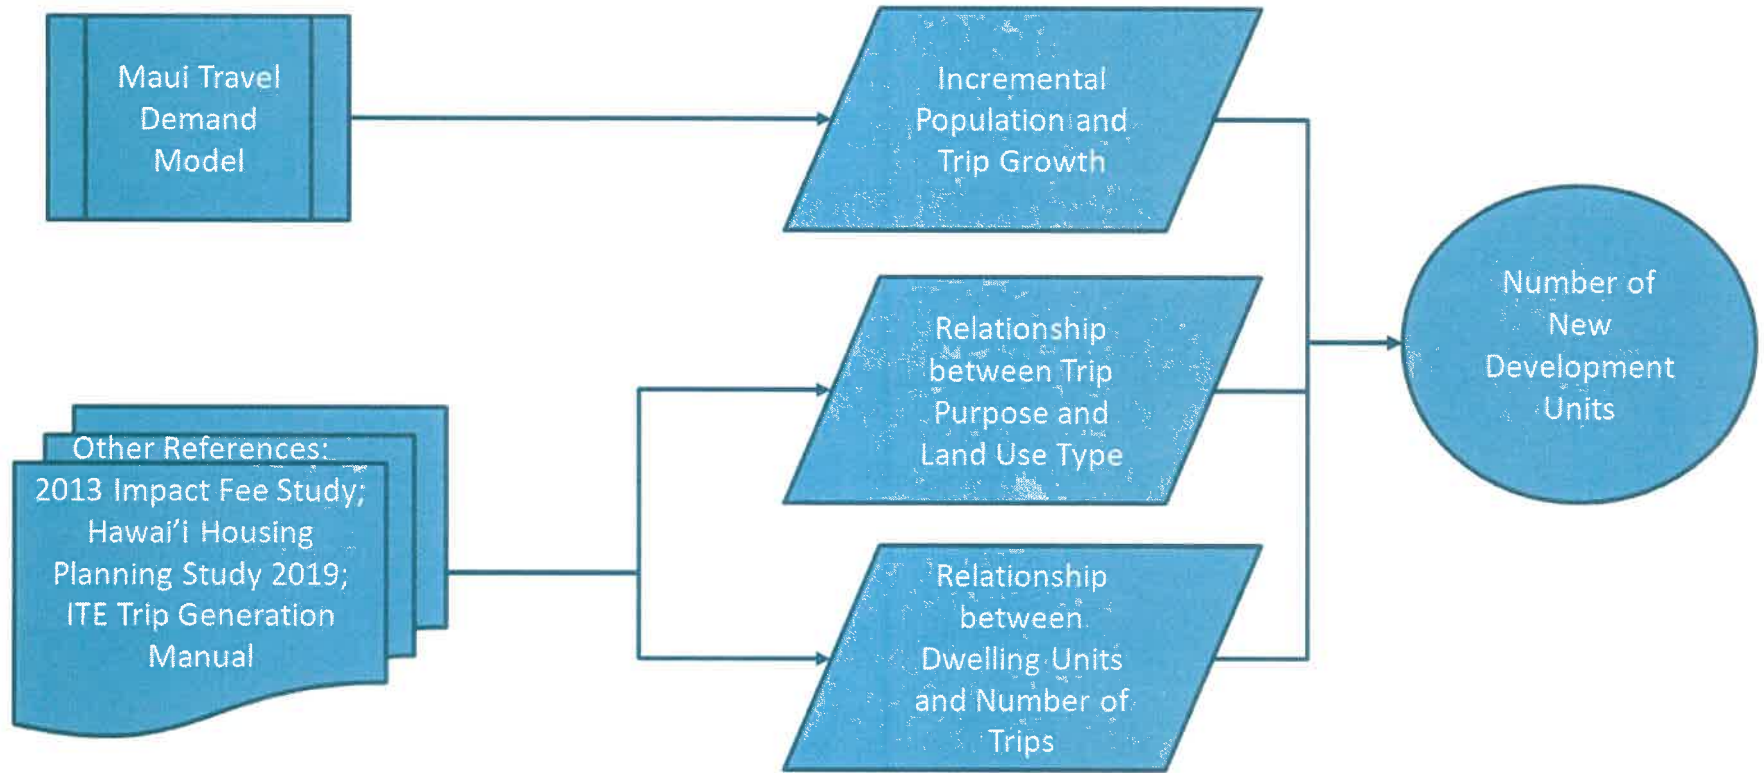 Maui Travel
Demand
Model
Incremental
Population and
Trip Growth
Relationship
between Trip
Purpose and
Land Use Type
Number of
New
Development
Units
Other References:
2013 Impact Fee Study;
Hawai’i Housing
Planning Study 2019;
ITE Trip Generation
Manual
Relationship
between
Dwelling Units
and Number of
Trips